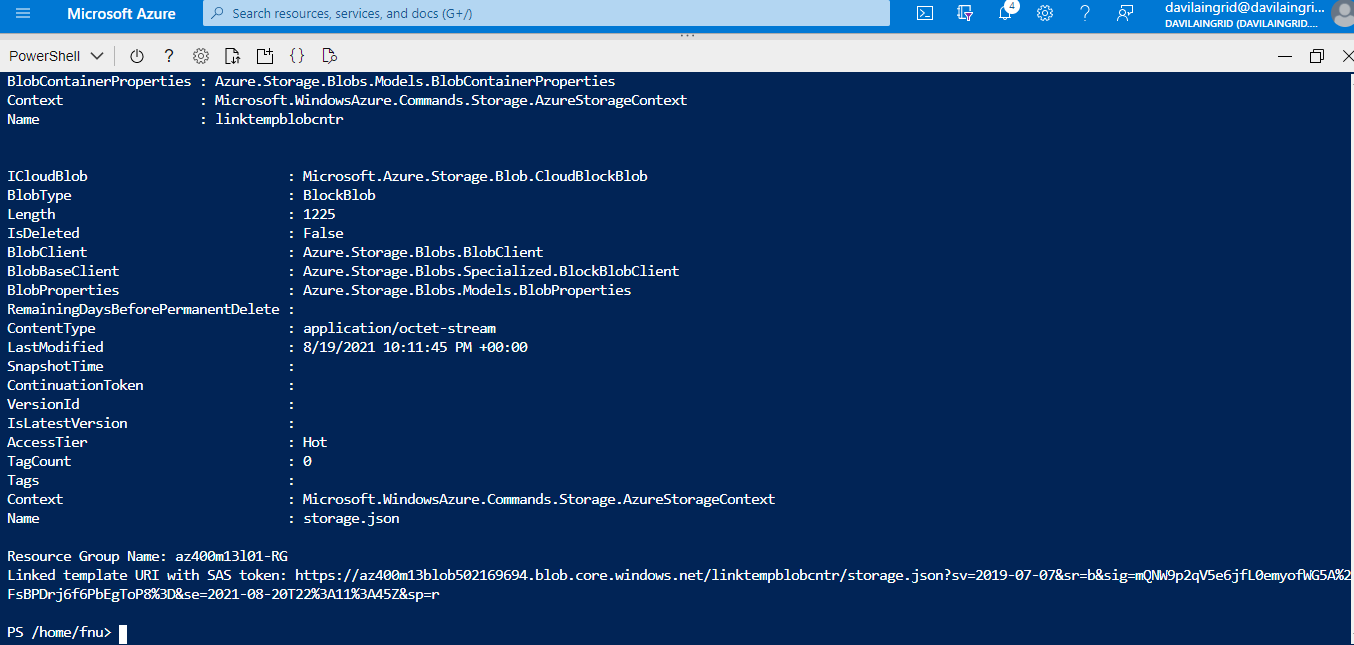 Microsoft Azure
Search resources, services, and docs (G+/)
4
davilaingrid@davilaingri...
DAVILAINGRID (DAVILAINGRID....
PowerShell
BlobContainerProperties : Azure.Storage.Blobs.Models.BlobContainerProperties
Context : Microsoft.WindowsAzure.Commands.Storage.AzureStorageContext
Name : linktempblobcntr
ICloudBlob : Microsoft.Azure.Storage.Blob.CloudBlockBlob
BlobType : BlockBlob
Length : 1225
IsDeleted : False
BlobClient : Azure.Storage.Blobs.BlobClient
BlobBaseClient : Azure.Storage.Blobs.Specialized.BlockBlobClient
BlobProperties : Azure.Storage.Blobs.Models.BlobProperties
RemainingDaysBeforePermanentDelete :
ContentType : application/octet-stream
LastModified : 8/19/2021 10:11:45 PM +00:00
SnapshotTime :
ContinuationToken :
VersionId :
IsLatestVersion :
AccessTier : Hot
TagCount : 0
Tags :
Context : Microsoft.WindowsAzure.Commands.Storage.AzureStorageContext
Name : storage.json
Resource Group Name: az400m13l01-RG
Linked template URI with SAS token: https://az400m13blob502169694.blob.core.windows.net/linktempblobcntr/storage.json?sv=2019-07-07&sr=b&sig=mQNW9p2qV5e6jfL0emyofWG5A%2
FsBPDrj6f6PbEgToP8%3D&se=2021-08-20T22%3A11%3A45Z&sp=r
PS /home/fnu>